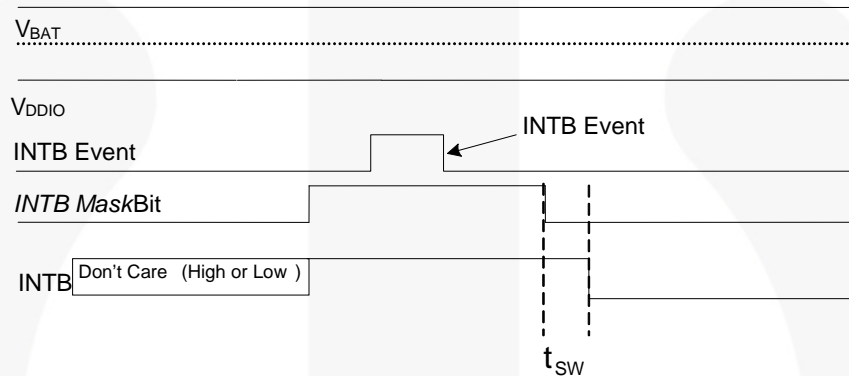 VBAT
VDDIO
INTB Event
INTB Event
INTB MaskBit
INTB
Don't Care (High or Low )
tSW